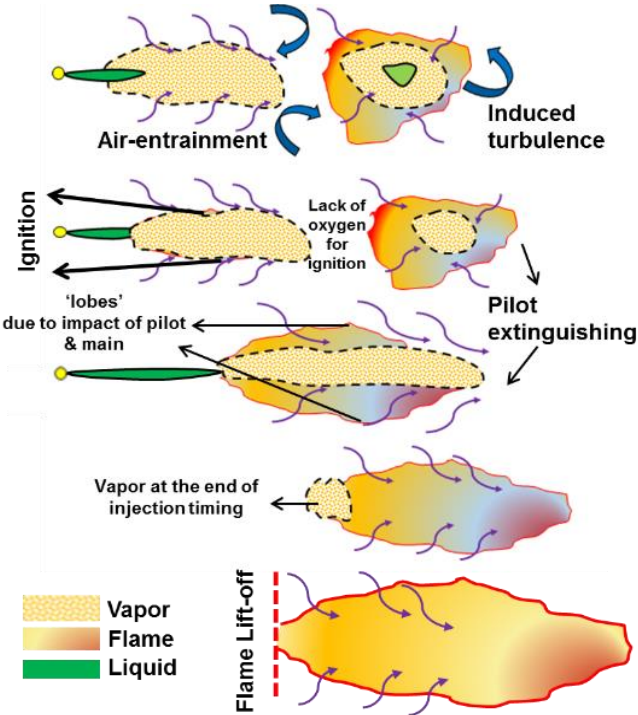 Air-entrainment
Induced
turbulence
Ignition
Lack of
oxygen
for
ignition
'lobes'
due to impact of pilot
& main
Pilot
extinguishing
Vapor at the end of
injection timing
Flame Lift-off
Vapor
Flame
Liquid